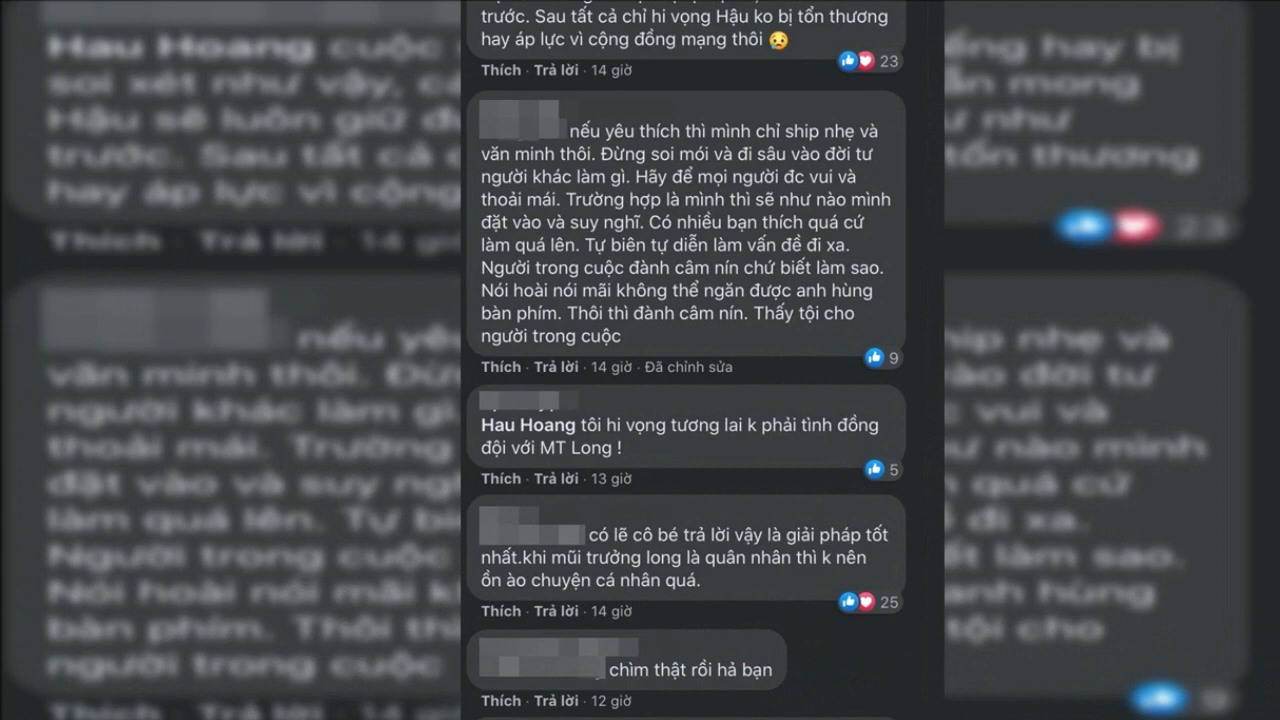 trước. Sau tất cả chỉ hi vọng Hậu ko bị tổn thương
hay áp lực vì cộng đồng mạng thôi 😥
Thích · Trả lời · 14 giờ
23
nếu yêu thích thì mình chỉ ship nhẹ và
văn minh thôi. Đừng soi mói và đi sâu vào đời tư
người khác làm gì. Hãy để mọi người đc vui và
thoải mái. Trường hợp là mình thì sẽ như nào mình
đặt vào và suy nghĩ. Có nhiều bạn thích quá cứ
làm quá lên. Tự biên tự diễn làm vấn đề đi xa.
Người trong cuộc đành câm nín chứ biết làm sao.
Nói hoài nói mãi không thể ngăn được anh hùng
bàn phím. Thôi thì đành câm nín. Thấy tội cho
người trong cuộc
9
Thích · Trả lời · 14 giờ · Đã chỉnh sửa
Hau Hoang tôi hi vọng tương lai k phải tình đồng
đội với MT Long !
5
Thích · Trả lời · 13 giờ
có lẽ cô bé trả lời vậy là giải pháp tốt
nhất.khi mũi trưởng long là quân nhân thì k nên
ồn ào chuyện cá nhân quá.
25
Thích · Trả lời · 14 giờ
chìm thật rồi hả bạn
Thích · Trả lời · 12 giờ